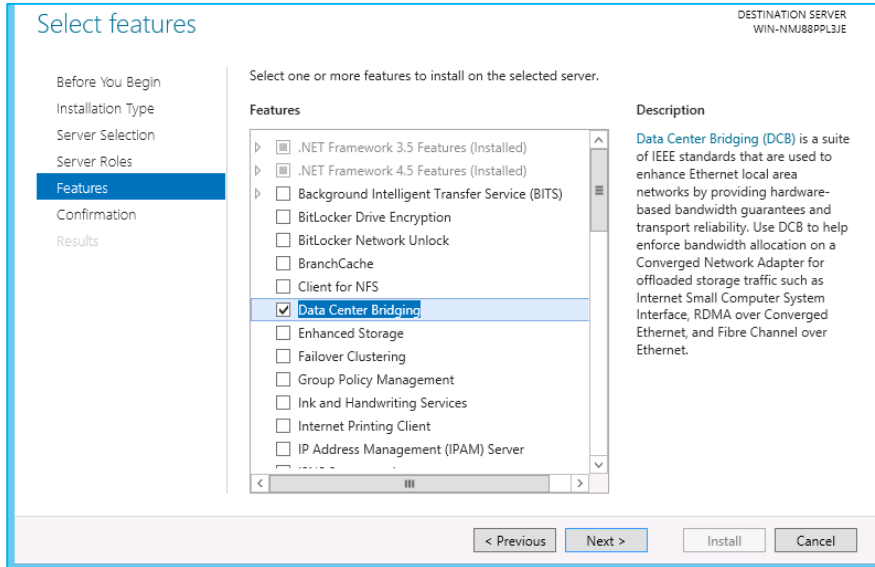 Select features
DESTINATION SERVER
WIN-NMJ88PPL3JE
Before You Begin
Installation Type
Server Selection
Server Roles
Features
Confirmation
Results
Select one or more features to install on the selected server.
Features
.NET Framework 3.5 Features (Installed)
.NET Framework 4.5 Features (Installed)
Background Intelligent Transfer Service (BITS)
BitLocker Drive Encryption
BitLocker Network Unlock
BranchCache
Client for NFS
Data Center Bridging
Enhanced Storage
Failover Clustering
Group Policy Management
Ink and Handwriting Services
Internet Printing Client
IP Address Management (IPAM) Server
Description
Data Center Bridging (DCB) is a suite
of IEEE standards that are used to
enhance Ethernet local area
networks by providing hardware-
based bandwidth guarantees and
transport reliability. Use DCB to help
enforce bandwidth allocation on a
Converged Network Adapter for
offloaded storage traffic such as
Internet Small Computer System
Interface, RDMA over Converged
Ethernet, and Fibre Channel over
Ethernet.
< Previous
Next >
Install
Cancel